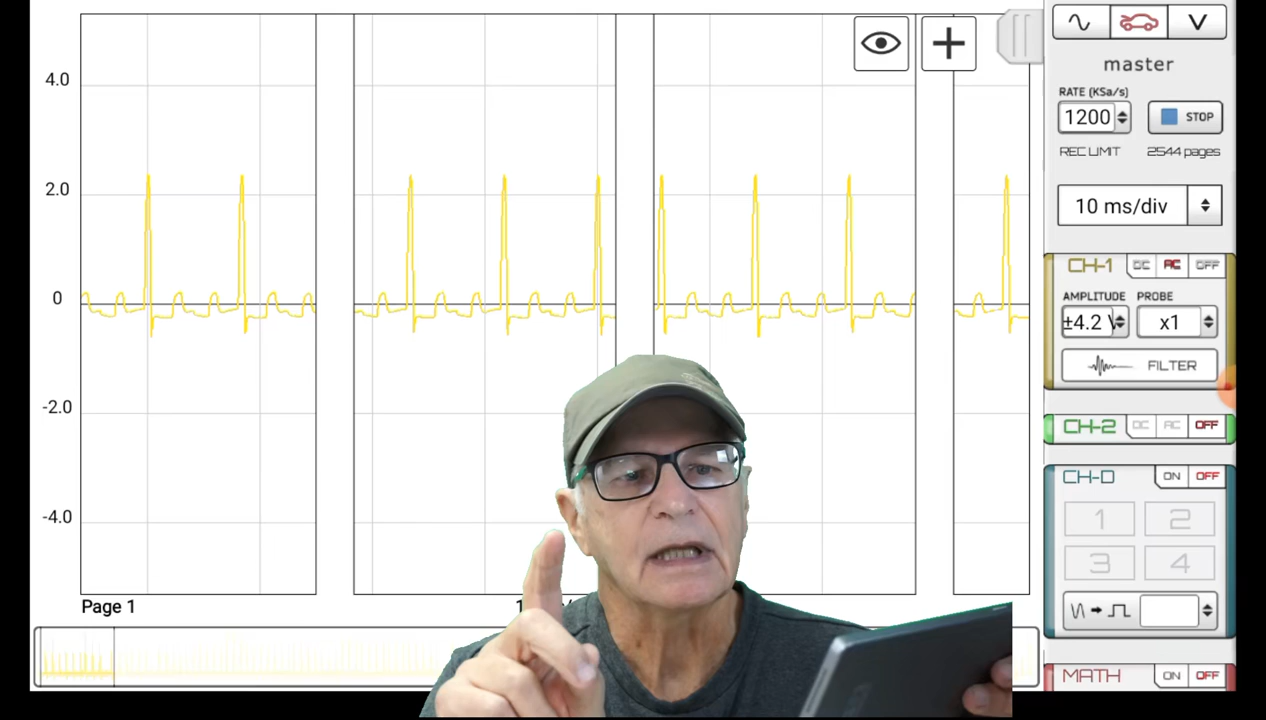 4.0
2.0
0
-2.0
-4.0
Page 1
V
master
RATE (KSa/s)
1200
STOP
REC LIMIT
2544 pages
10 ms/div
CH-1
DC
AC
OFF
AMPLITUDE
PROBE
±4.2 V
x1
FILTER
CH-2
DC
AC
OFF
CH-D
ON
OFF
1
2
3
4
MATH
ON
OFF